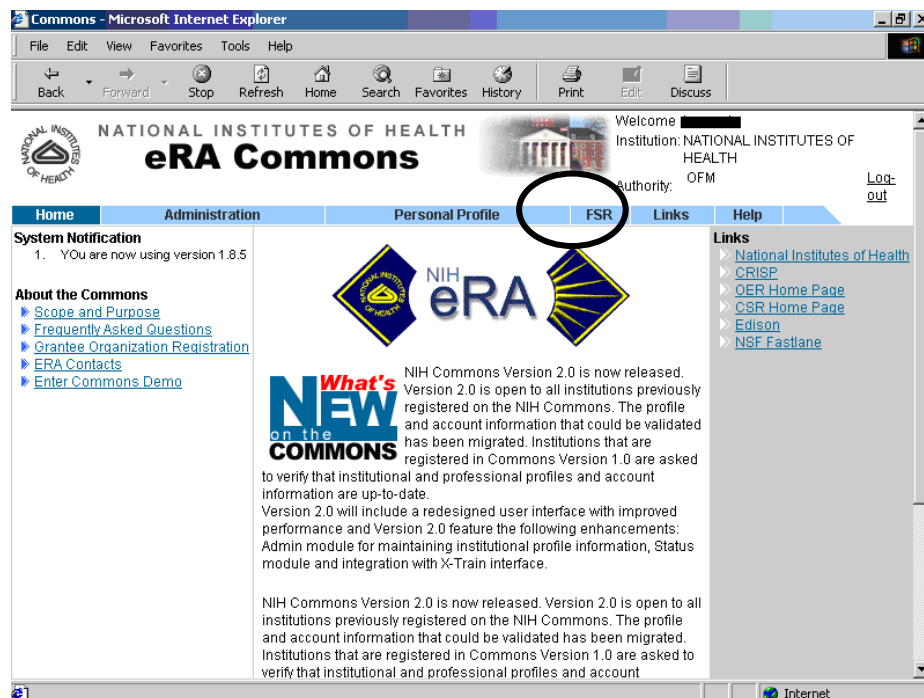 Commons - Microsoft Internet Explorer
File Edit View Favorites Tools Help
Back Forward Stop Refresh Home Search Favorites History Print Edit Discuss
NATIONAL INSTITUTES OF HEALTH
eRA Commons
Welcome
Institution: NATIONAL INSTITUTES OF
HEALTH
Authority: OFM
Log-
out
Home Administration Personal Profile FSR Links Help
System Notification
1. YOu are now using version 1.8.5
About the Commons
Scope and Purpose
Frequently Asked Questions
Grantee Organization Registration
ERA Contacts
Enter Commons Demo
NATIONAL INSTITUTES OF HEALTH
NIH
eRA
What's
NEW
on the
COMMONS
NIH Commons Version 2.0 is now released.
Version 2.0 is open to all institutions previously
registered on the NIH Commons. The profile
and account information that could be validated
has been migrated. Institutions that are
registered in Commons Version 1.0 are asked
to verify that institutional and professional profiles and account
information are up-to-date.
Version 2.0 will include a redesigned user interface with improved
performance and Version 2.0 feature the following enhancements:
Admin module for maintaining institutional profile information, Status
module and integration with X-Train interface.
NIH Commons Version 2.0 is now released. Version 2.0 is open to all
institutions previously registered on the NIH Commons. The profile
and account information that could be validated has been migrated.
Institutions that are registered in Commons Version 1.0 are asked to
verify that institutional and professional profiles and account
Links
National Institutes of Health
CRISP
OER Home Page
CSR Home Page
Edison
NSF Fastlane
Internet